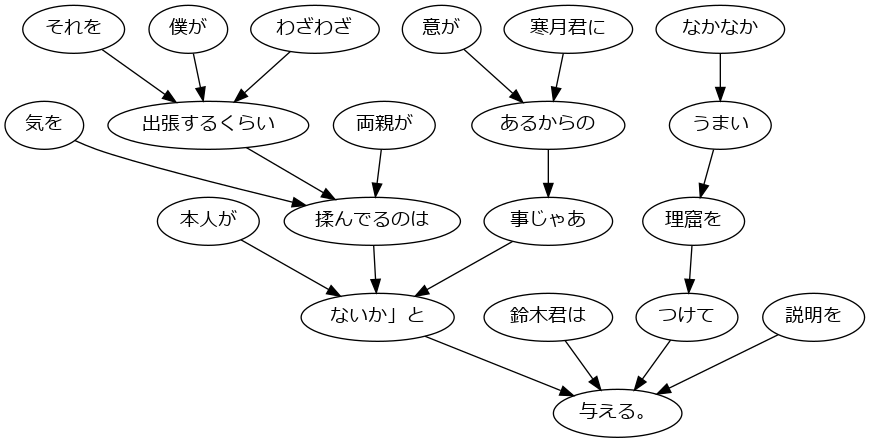 それを 僕が わざわざ 意が 寒月君に なかなか
気を 出張するくらい 両親が あるからの うまい
本人が 揉んでるのは 事じゃあ 理窟を
ないか」と 鈴木君は つけて 説明を
与える。